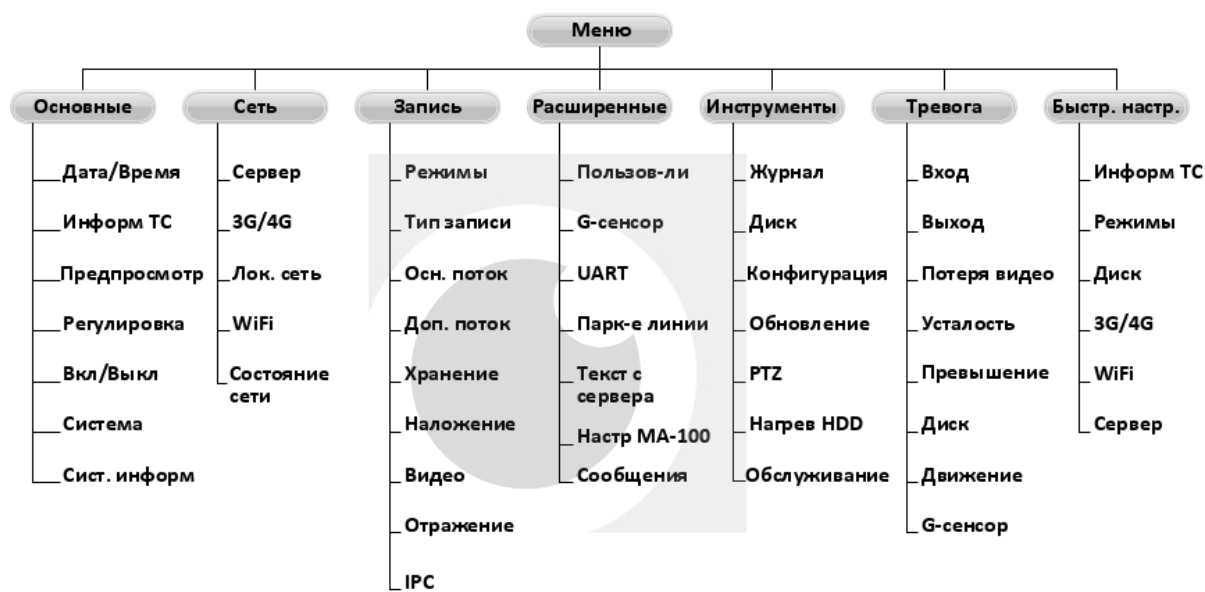 Меню
Основные
Дата/Время
Информ ТС
Предпросмотр
Регулировка
Вкл/Выкл
Система
Сист. информ
Сеть
Сервер
3G/4G
Лок. сеть
WiFi
Состояние
сети
Запись
Режимы
Тип записи
Осн. поток
Доп. поток
Хранение
Наложение
Видео
Отражение
IPC
Расширенные
Пользов-ли
G-сенсор
UART
Парк-е линии
Текст с
сервера
Настр МА-100
Сообщения
Инструменты
Журнал
Диск
Конфигурация
Обновление
PTZ
Нагрев HDD
Обслуживание
Тревога
Вход
Выход
Потеря видео
Усталость
Превышение
Диск
Движение
G-сенсор
Быстр. настр.
Информ ТС
Режимы
Диск
3G/4G
WiFi
Сервер